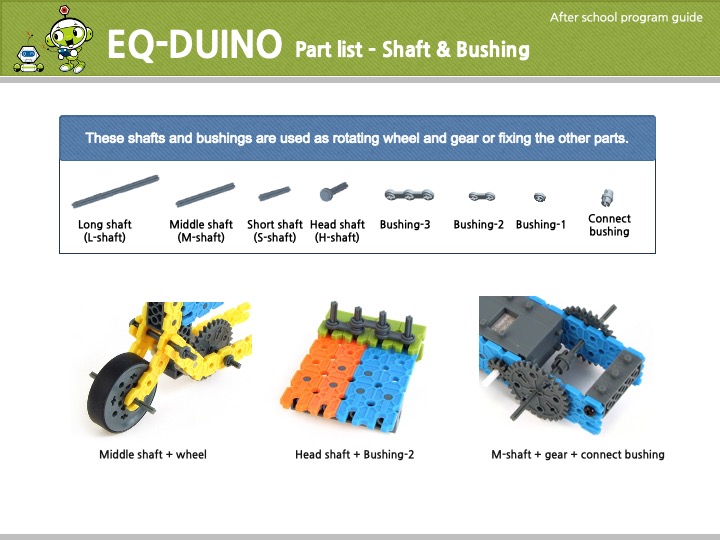 After school program guide
EQ-DUINO Part list - Shaft & Bushing
These shafts and bushings are used as rotating wheel and gear or fixing the other parts.
Long shaft
(L-shaft)
Middle shaft
(M-shaft)
Short shaft
(S-shaft)
Head shaft
(H-shaft)
Bushing-3
Bushing-2
Bushing-1
Connect
bushing
Middle shaft + wheel
Head shaft + Bushing-2
M-shaft + gear + connect bushing